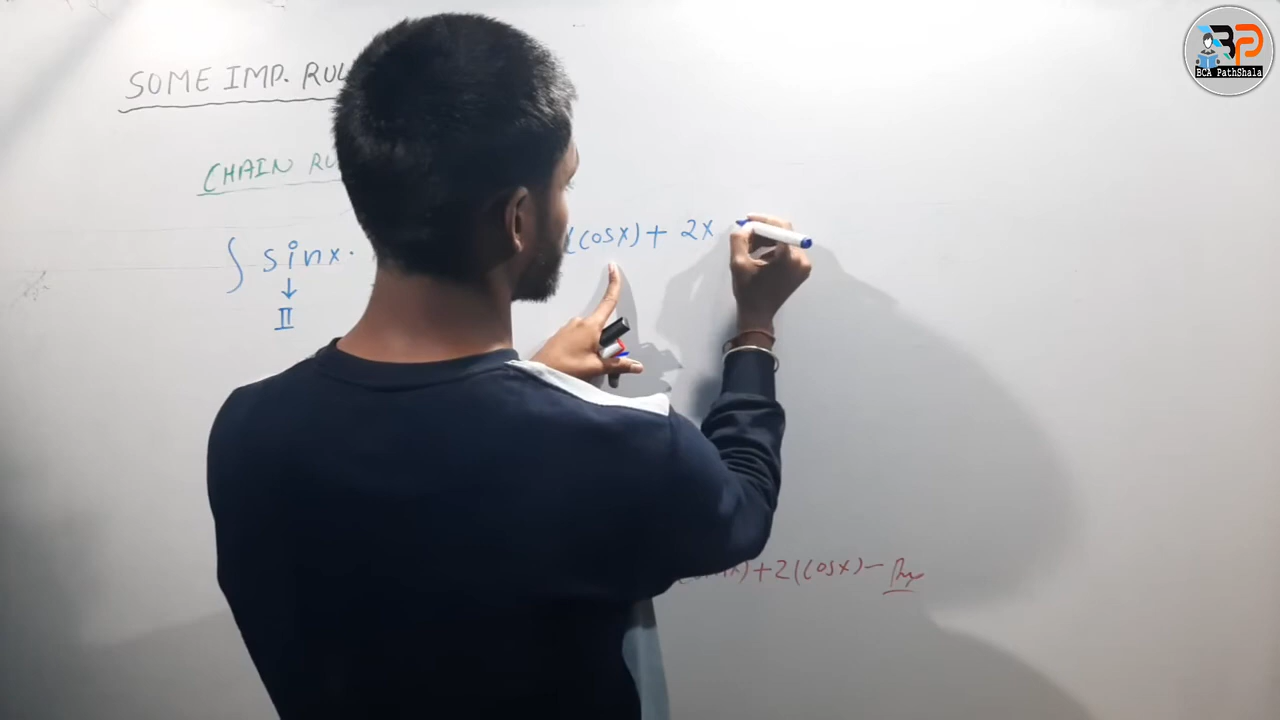 SOME IMP. RUL
CHAIN RU
∫ sinx. (cosx) + 2x
↓
II
+2(cosx) -
BCA PathShala